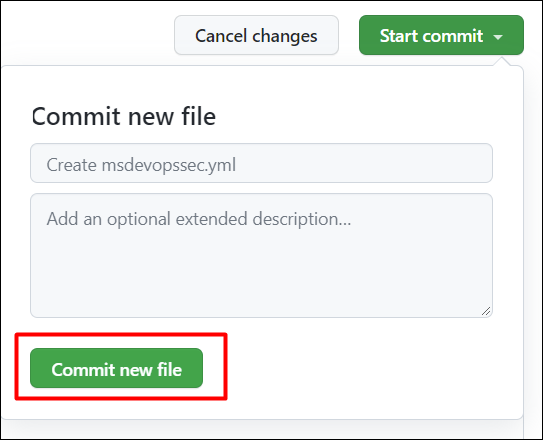 Cancel changes
Start commit
Commit new file
Create msdevopssec.yml
Add an optional extended description...
Commit new file